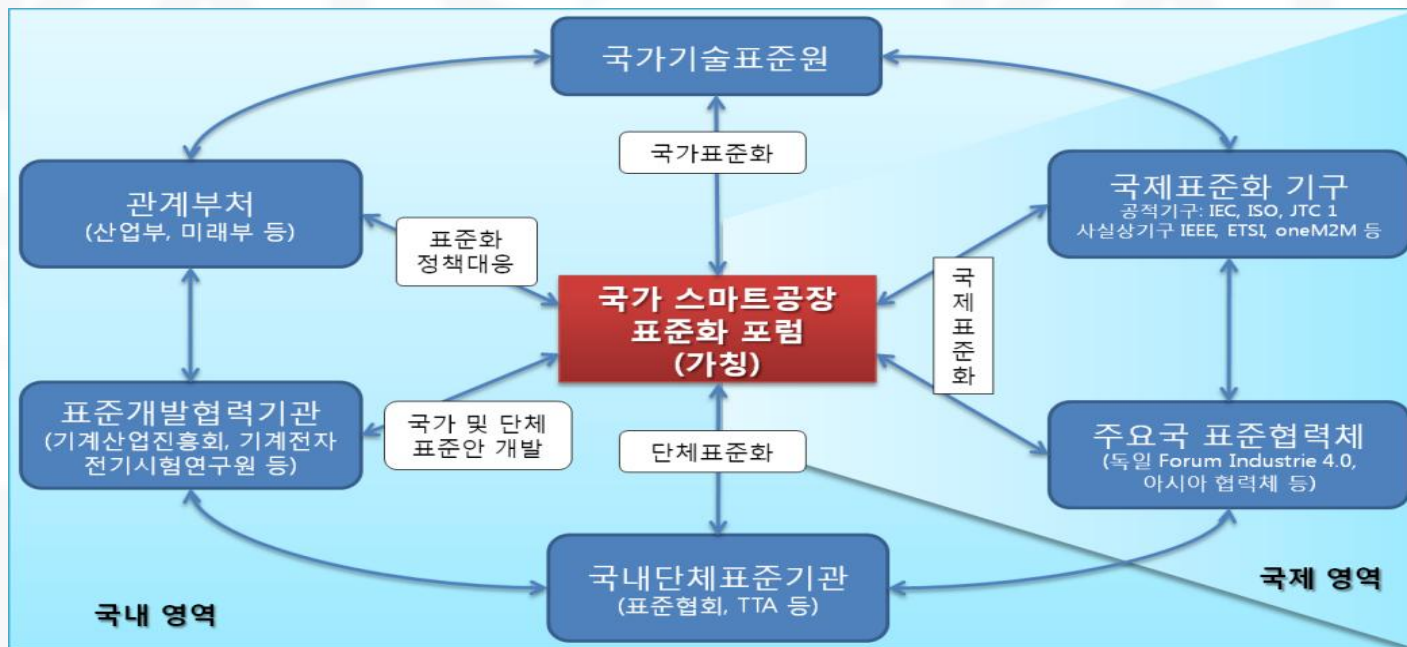 국가기술표준원
국가표준화
관계부처
(산업부, 미래부 등)
국제표준화 기구
공적기구: IEC, ISO, JTC 1
사실상기구 IEEE, ETSI, oneM2M 등
표준화
정책대응
국가 스마트공장
표준화 포럼
(가칭)
국
제
표
준
화
표준개발협력기관
(기계산업진흥회, 기계전자
전기시험연구원 등)
국가 및 단체
표준안 개발
단체표준화
주요국 표준협력체
(독일 Forum Industrie 4.0,
아시아 협력체 등)
국내단체표준기관
(표준협회, TTA 등)
국내 영역
국제 영역